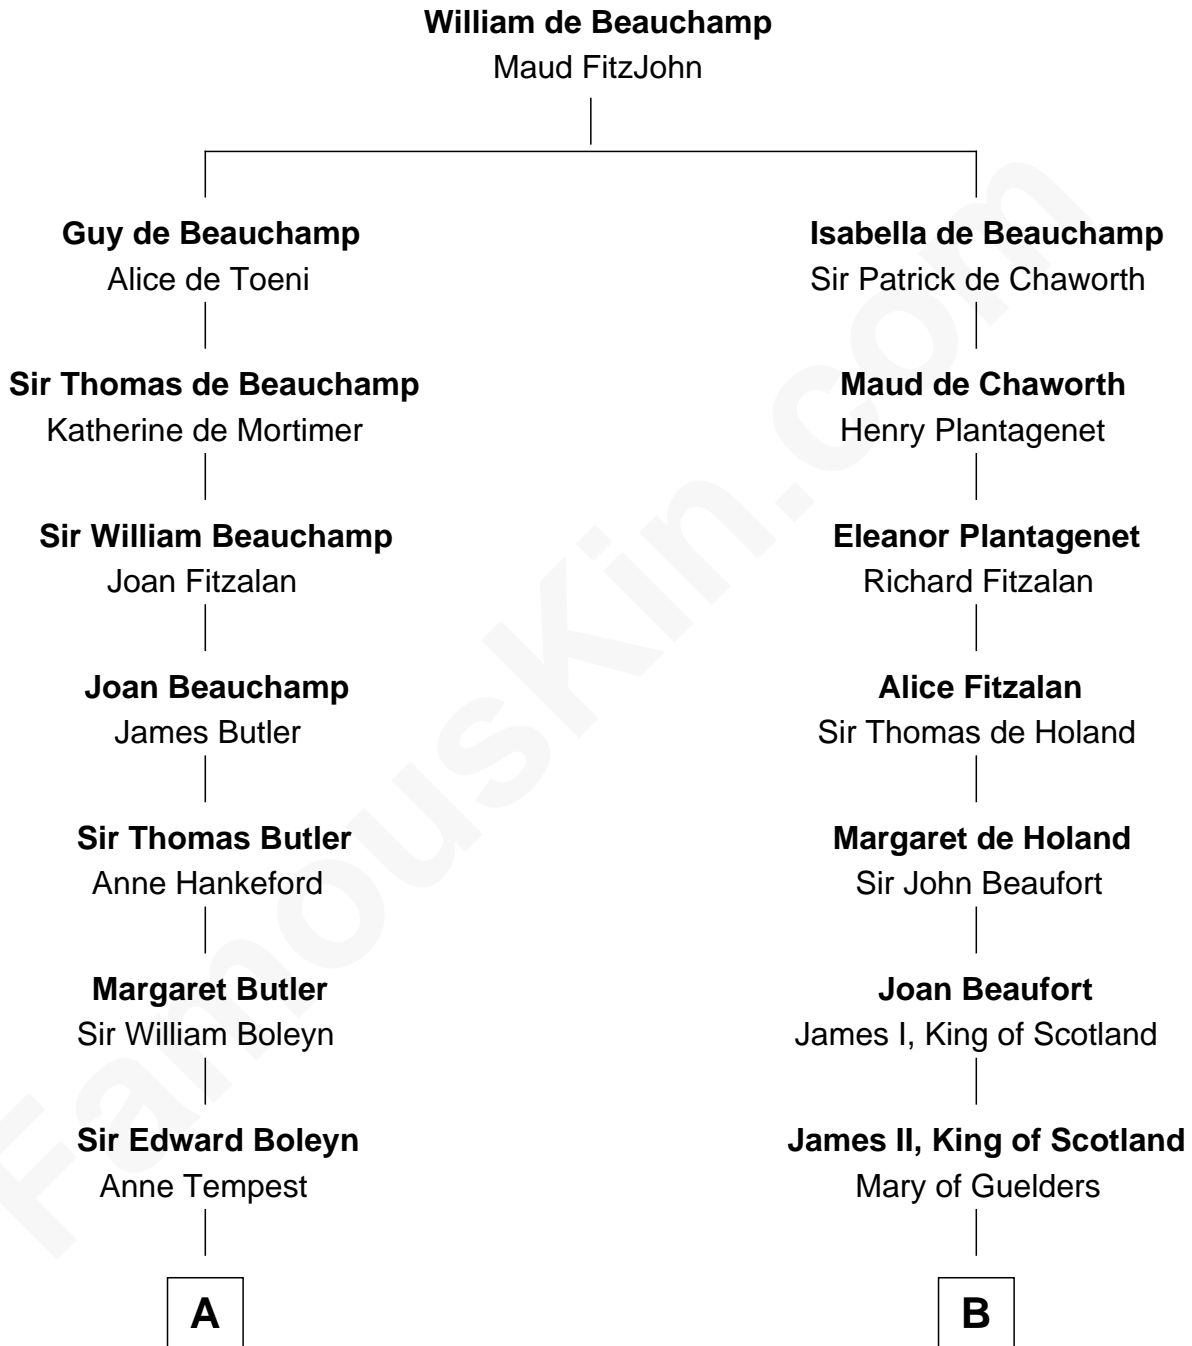 William de Beauchamp
Maud FitzJohn
Guy de Beauchamp
Alice de Toeni
Isabella de Beauchamp
Sir Patrick de Chaworth
Sir Thomas de Beauchamp
Katherine de Mortimer
Maud de Chaworth
Henry Plantagenet
Sir William Beauchamp
Joan Fitzalan
Eleanor Plantagenet
Richard Fitzalan
Joan Beauchamp
James Butler
Alice Fitzalan
Sir Thomas de Holand
Sir Thomas Butler
Anne Hankeford
Margaret de Holand
Sir John Beaufort
Margaret Butler
Sir William Boleyn
Joan Beaufort
James I, King of Scotland
Sir Edward Boleyn
Anne Tempest
James II, King of Scotland
Mary of Guelders
A
B
FamousKin.com